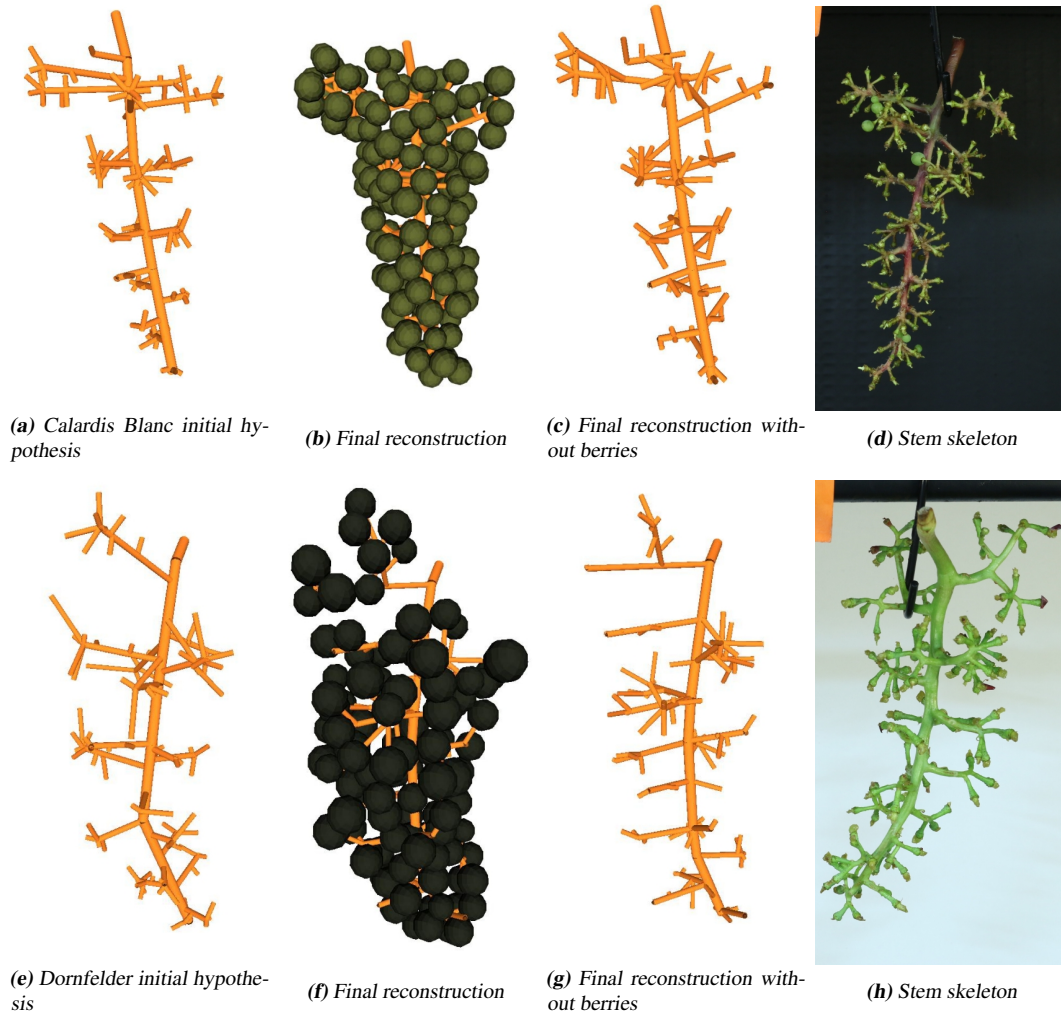 (a) Calardis Blanc initial hy-
pothesis
(b) Final reconstruction
(c) Final reconstruction with-
out berries
(d) Stem skeleton
(e) Dornfelder initial hypothe-
sis
(f) Final reconstruction
(g) Final reconstruction with-
out berries
(h) Stem skeleton